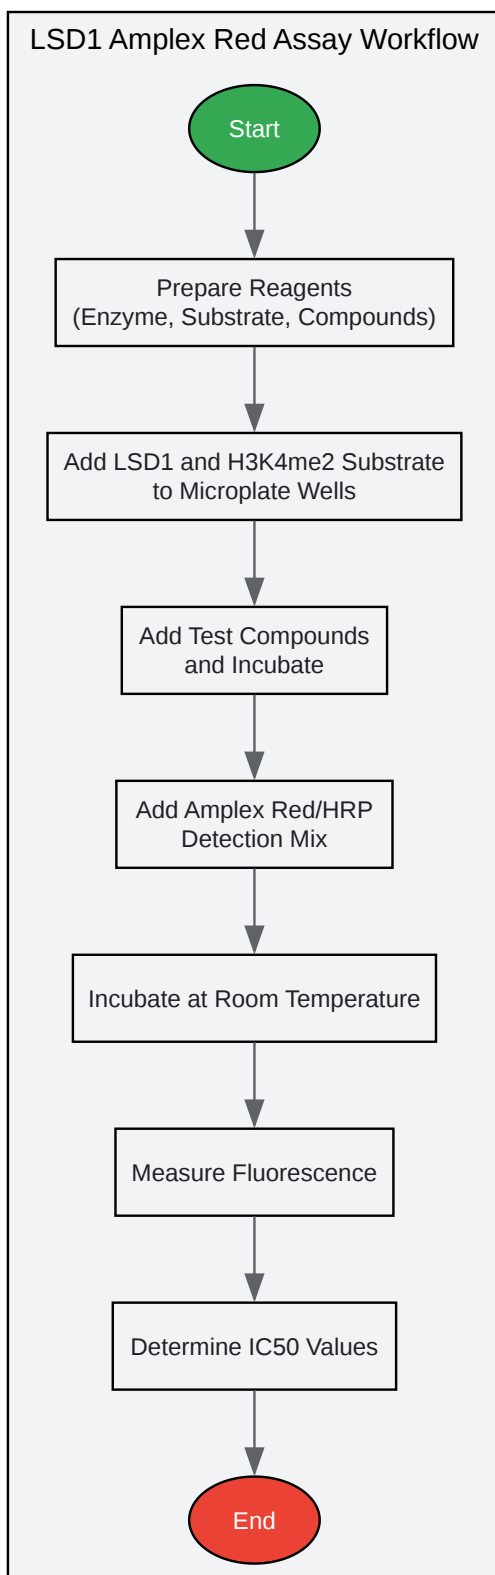 LSD1 Amplex Red Assay Workflow
Start
Prepare Reagents
(Enzyme, Substrate, Compounds)
Add LSD1 and H3K4me2 Substrate
to Microplate Wells
Add Test Compounds
and Incubate
Add Amplex Red/HRP
Detection Mix
Incubate at Room Temperature
Measure Fluorescence
Determine IC50 Values
End